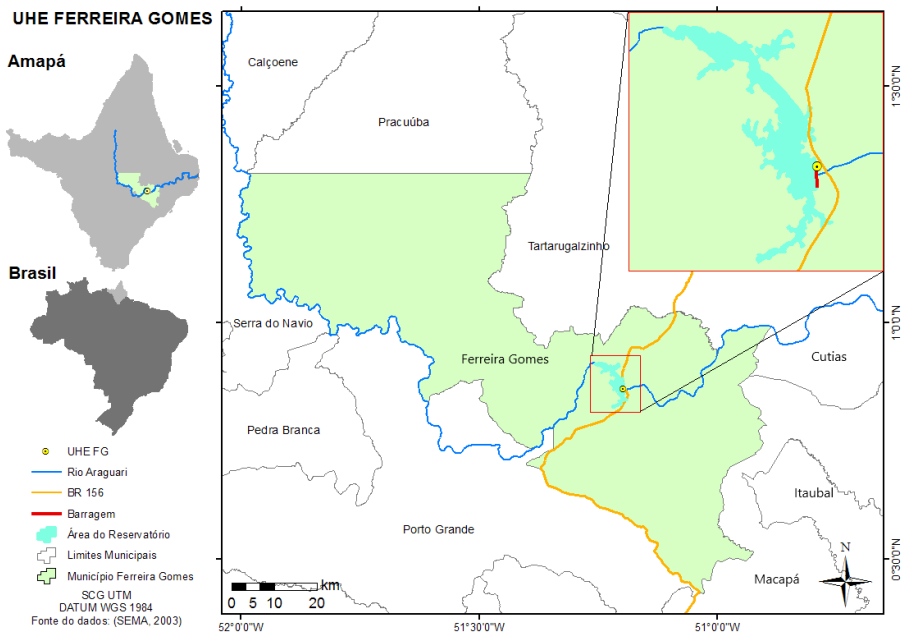 UHE FERREIRA GOMES
Amapá
Brasil
UHE FG
Rio Araguari
BR 156
Barragem
Área do Reservatório
Limites Municipais
Município Ferreira Gomes
SCG UTM
DATUM WGS 1984
Fonte do dados: (SEMA, 2003)
Calçoene
Pracuúba
Tartarugalzinho
Serra do Navio
Ferreira Gomes
Cutias
Pedra Branca
Itaubal
Porto Grande
Macapá
N
km
0 5 10 20
52°0'0"W
51°30'0"W
51°0'0"W
1°30'0"N
1°0'0"N
0°30'0"N